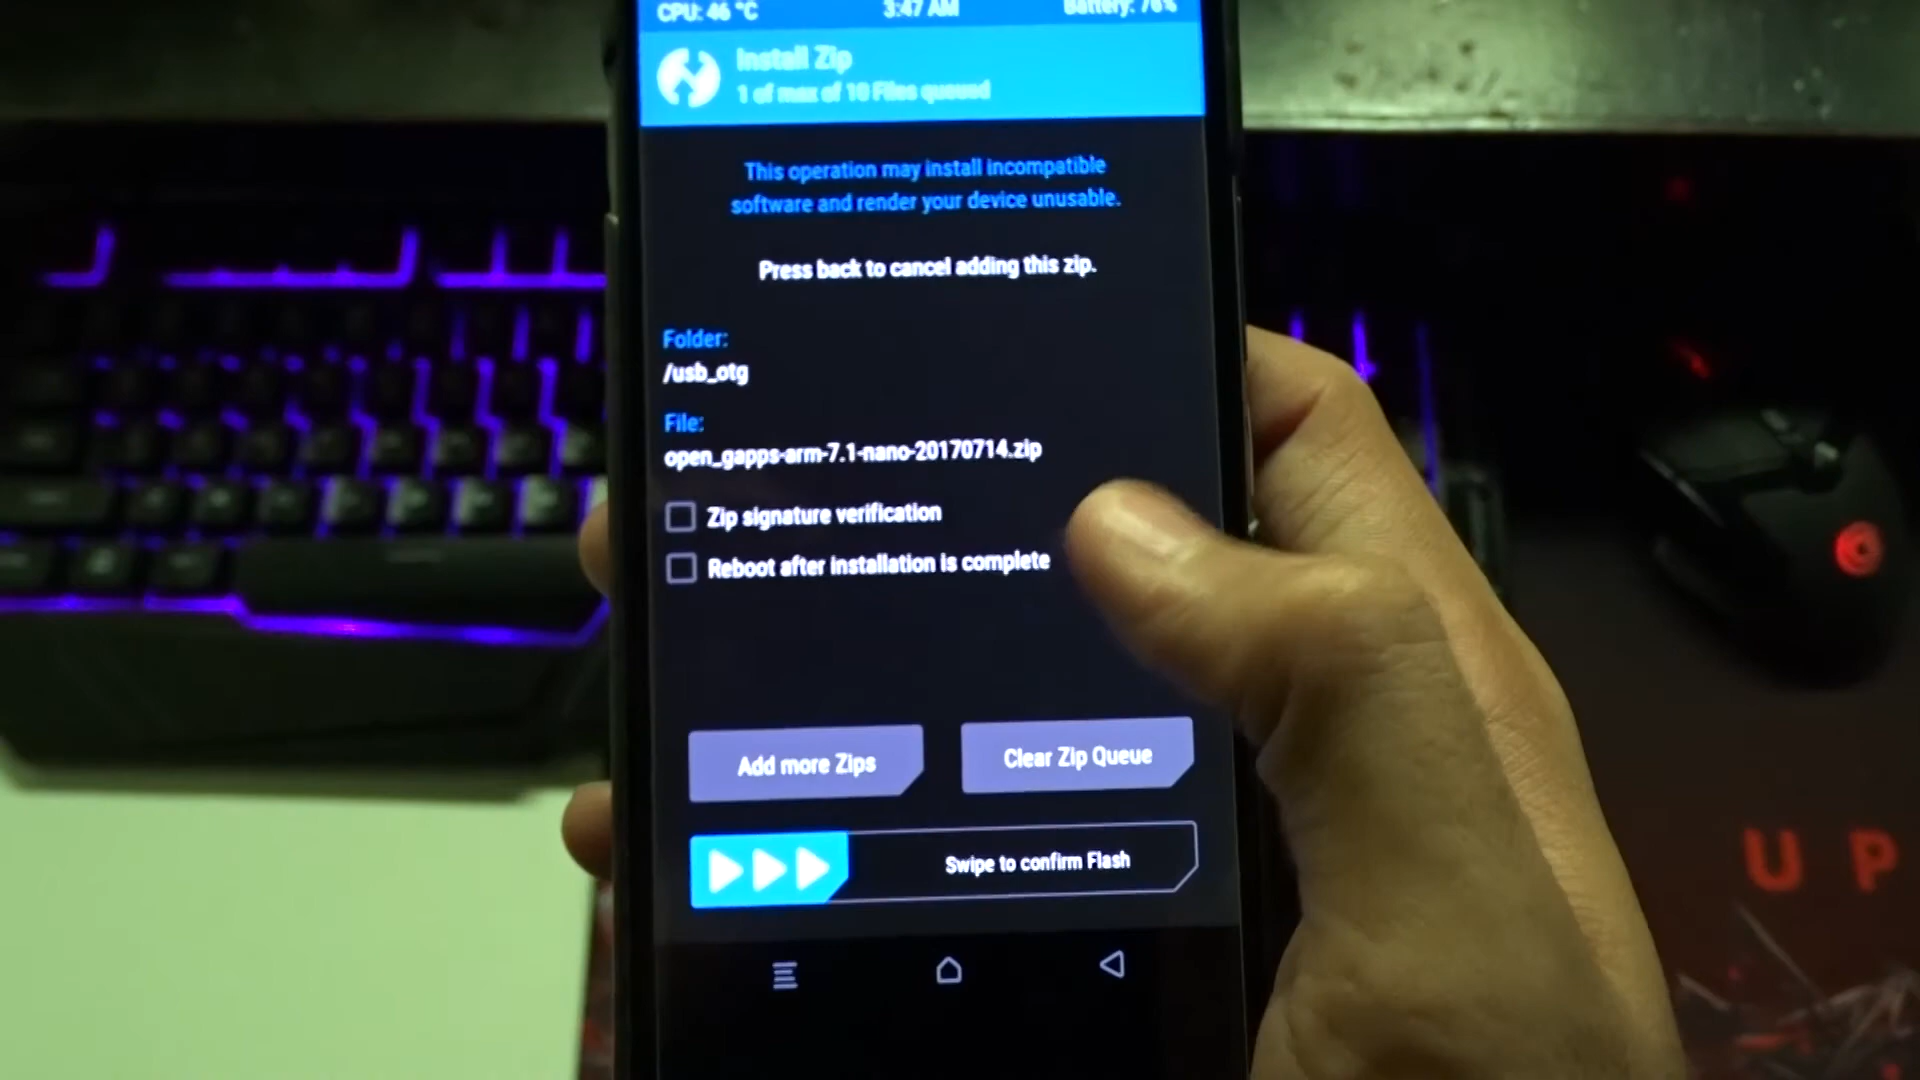 CPU: 46 °C
3:47 AM
Battery: 76%
Install Zip
1 of max of 10 Files queued
This operation may install incompatible
software and render your device unusable.
Press back to cancel adding this zip.
Folder:
/usb_otg
File:
open_gapps-arm-7.1-nano-20170714.zip
Zip signature verification
Reboot after installation is complete
Add more Zips
Clear Zip Queue
Swipe to confirm Flash
U P